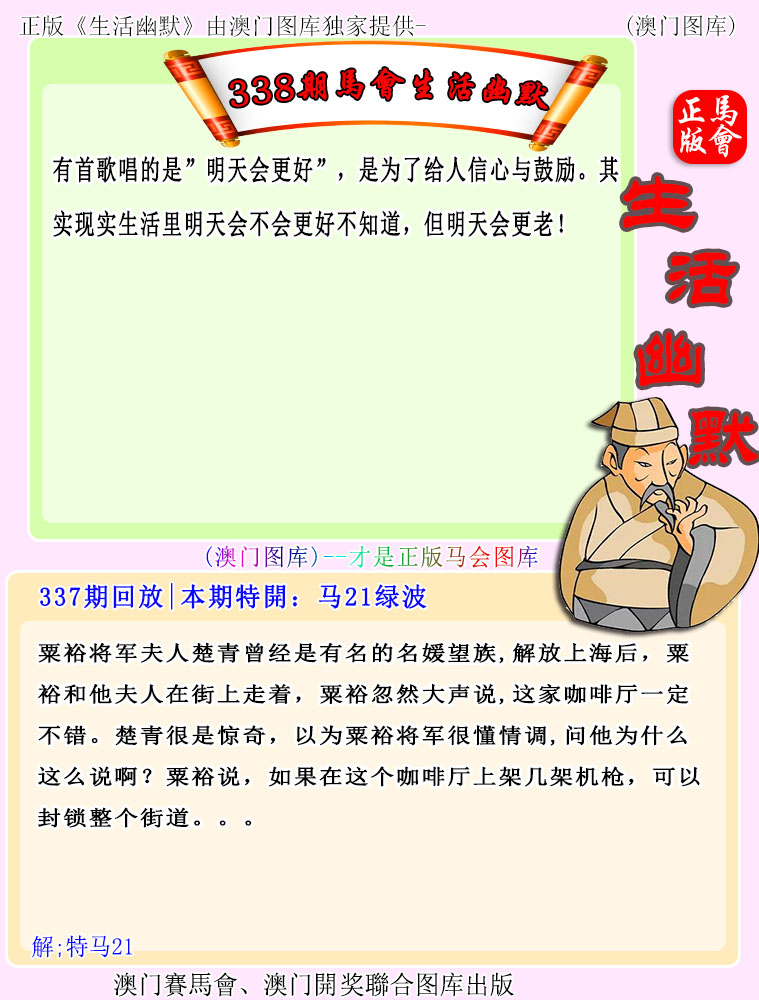 正版《生活幽默》由澳门图库独家提供-
(澳门图库)
338期馬會生活幽默
正版
馬會
有首歌唱的是”明天会更好”，是为了给人信心与鼓励。其
实现实生活里明天会不会更好不知道，但明天会更老！
生活幽默
(澳门图库)--才是正版马会图库
337期回放|本期特開：马21绿波
粟裕将军夫人楚青曾经是有名的名媛望族,解放上海后，粟
裕和他夫人在街上走着，粟裕忽然大声说,这家咖啡厅一定
不错。楚青很是惊奇，以为粟裕将军很懂情调,问他为什么
这么说啊？粟裕说，如果在这个咖啡厅上架几架机枪，可以
封锁整个街道。。。
解;特马21
澳门賽馬會、澳门開奖聯合图库出版